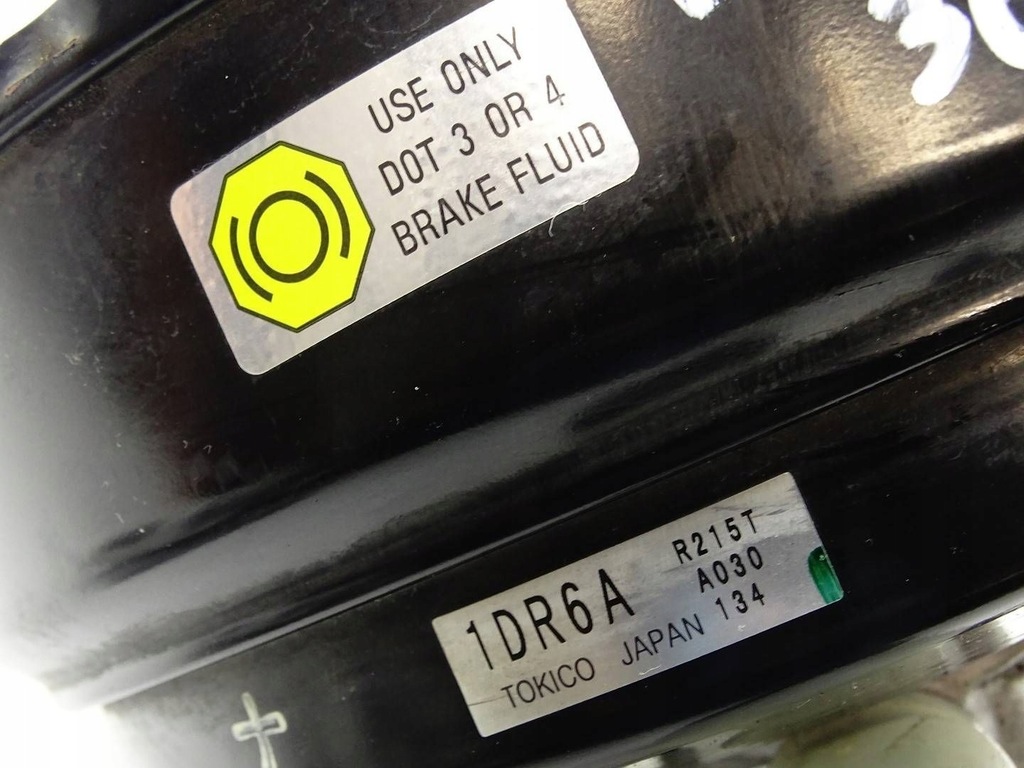 USE ONLY
DOT 3 OR 4
BRAKE FLUID
1DR6A
R215T
A030
TOKICO JAPAN 134